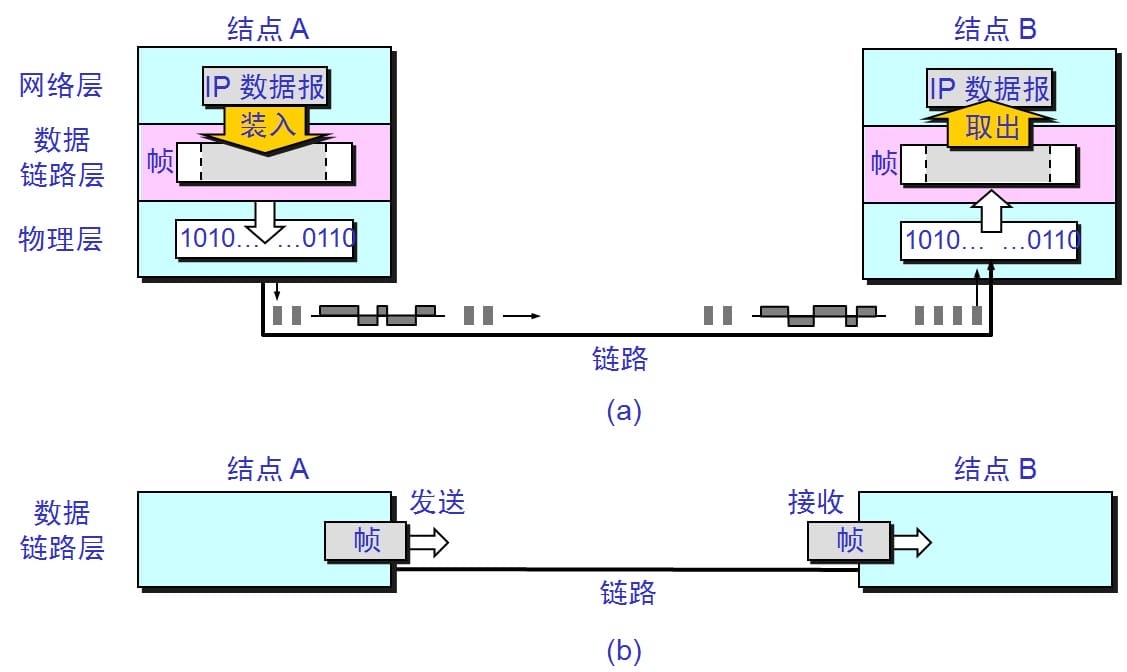 结点 A
结点 B
网络层
IP 数据报
IP 数据报
装入
取出
数据
链路层
帧
帧
物理层
1010… …0110
1010… …0110
链路
(a)
结点 A
结点 B
数据
链路层
发送
接收
帧
帧
链路
(b)